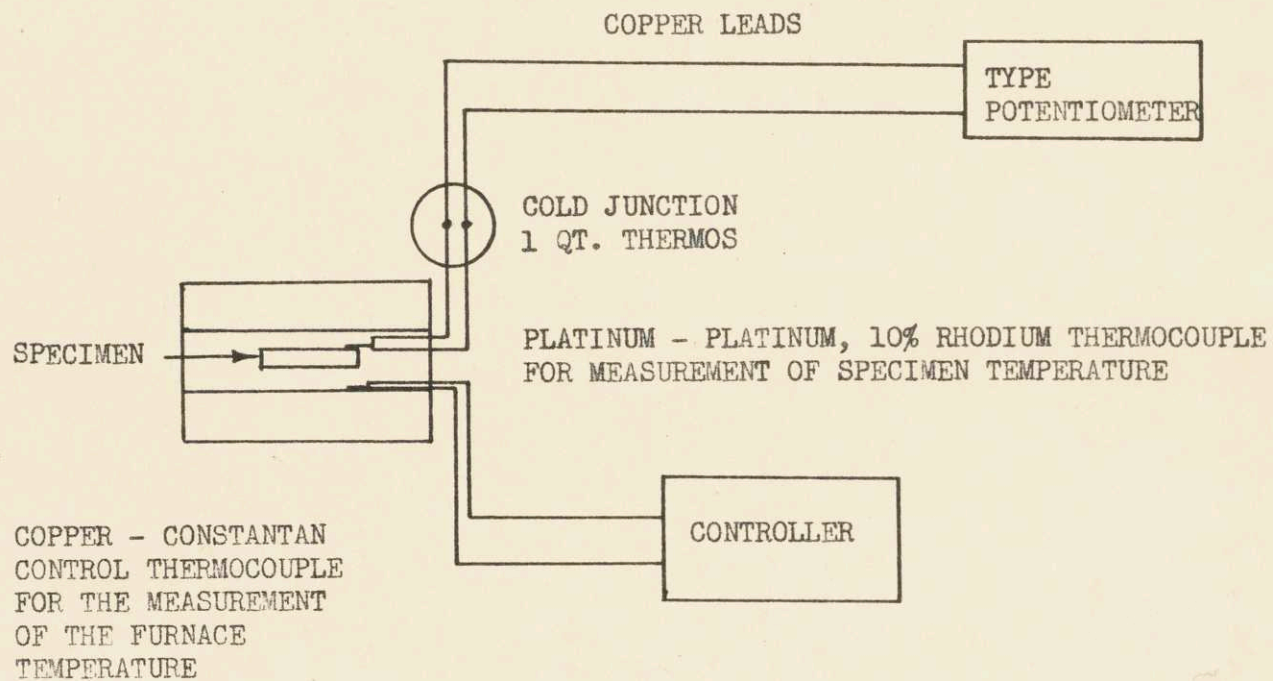 COPPER LEADS
TYPE
POTENTIOMETER
COLD JUNCTION
1 QT. THERMOS
SPECIMEN
PLATINUM - PLATINUM, 10% RHODIUM THERMOCOUPLE
FOR MEASUREMENT OF SPECIMEN TEMPERATURE
CONTROLLER
COPPER - CONSTANTAN
CONTROL THERMOCOUPLE
FOR THE MEASUREMENT
OF THE FURNACE
TEMPERATURE